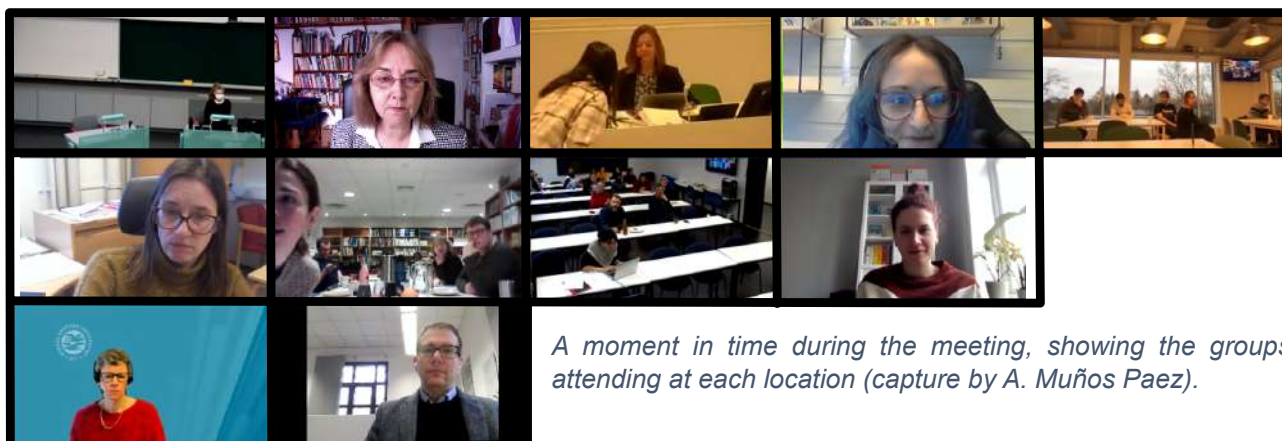 A moment in time during the meeting, showing the groups
attending at each location (capture by A. Muños Paez).